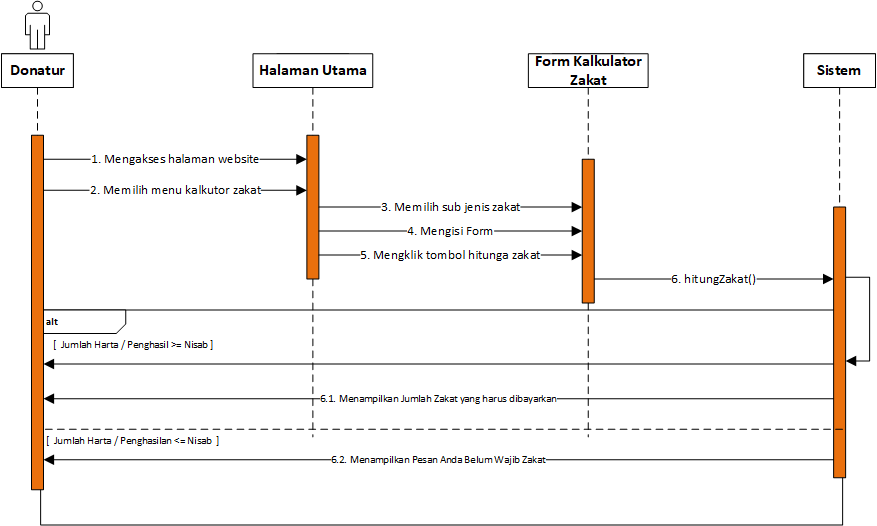 Donatur
Halaman Utama
Form Kalkulator
Zakat
Sistem
1. Mengakses halaman website
2. Memilih menu kalkutor zakat
3. Memilih sub jenis zakat
4. Mengisi Form
5. Mengklik tombol hitunga zakat
6. hitungZakat()
alt
[ Jumlah Harta / Penghasil >= Nisab ]
6.1. Menampilkan Jumlah Zakat yang harus dibayarkan
[ Jumlah Harta / Penghasilan <= Nisab ]
6.2. Menampilkan Pesan Anda Belum Wajib Zakat